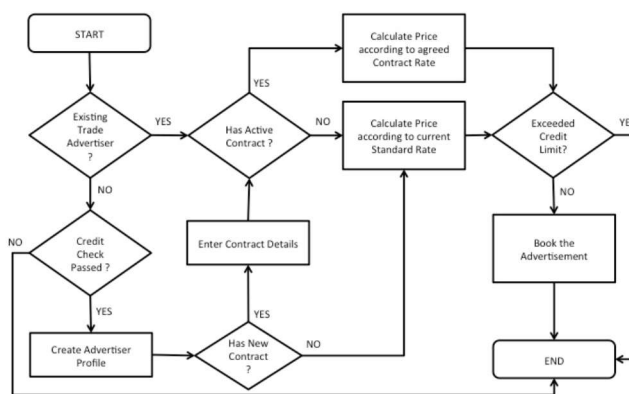 START
Existing
Trade
Advertiser
?
YES
NO
Has Active
Contract ?
YES
NO
Calculate Price
according to agreed
Contract Rate
Calculate Price
according to current
Standard Rate
Exceeded
Credit
Limit?
NO
Credit
Check
Passed ?
NO
YES
Enter Contract Details
Book the
Advertisement
Create Advertiser
Profile
Has New
Contract
?
YES
NO
END